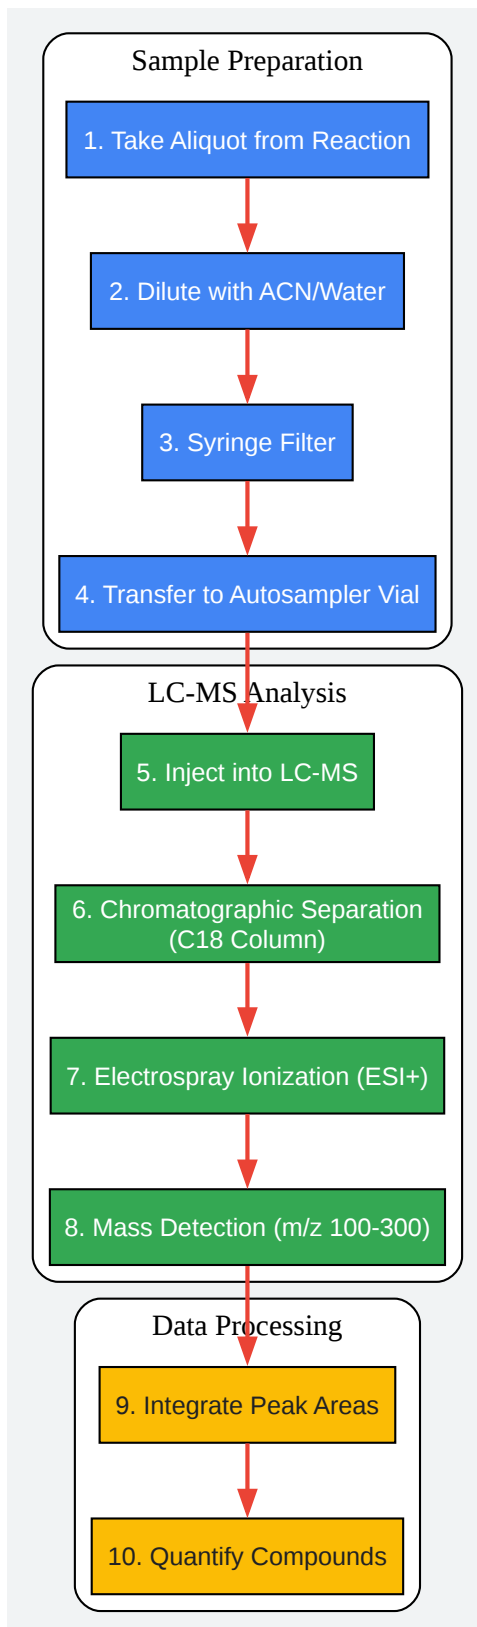 Sample Preparation
1. Take Aliquot from Reaction
2. Dilute with ACN/Water
3. Syringe Filter
4. Transfer to Autosampler Vial
LC-MS Analysis
5. Inject into LC-MS
6. Chromatographic Separation
(C18 Column)
7. Electrospray Ionization (ESI+)
8. Mass Detection (m/z 100-300)
Data Processing
9. Integrate Peak Areas
10. Quantify Compounds